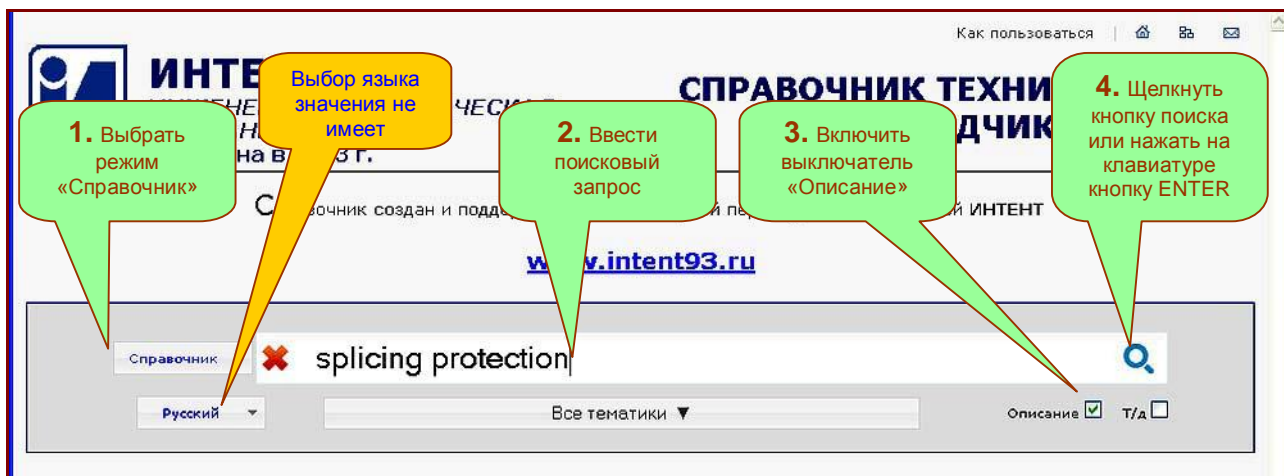 Как пользоваться
ИНТЕ
СПРАВОЧНИК ТЕХНИ
ДЧИК
на в 3 г.
Выбор языка
значения не
имеет
1. Выбрать
режим
«Справочник»
2. Ввести
поисковый
запрос
3. Включить
выключатель
«Описание»
4. Щелкнуть
кнопку поиска
или нажать на
клавиатуре
кнопку ENTER
С вочник создан и подде й пер й ИНТЕНТ
www.intent93.ru
Справочник
splicing protection
Русский
Все тематики ▼
Описание
Т/д